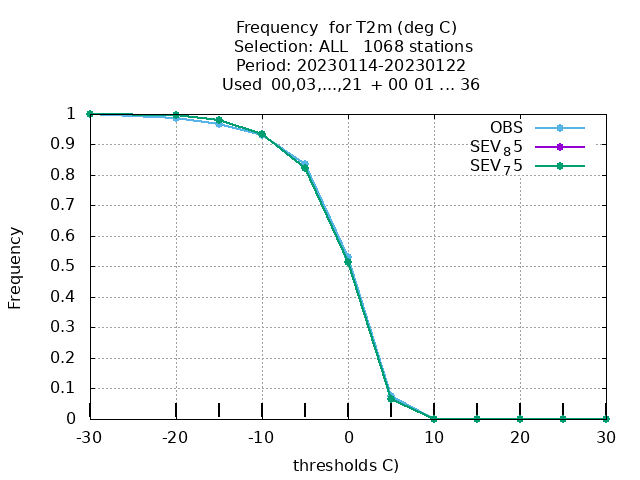 Frequency  for T2m (deg C)
Selection: ALL   1068 stations
Period: 20230114-20230122
Used  00,03,...,21  + 00 01 ... 36
OBS
SEV₈5
SEV₇5
1
0.9
0.8
0.7
0.6
0.5
0.4
0.3
0.2
0.1
0
Frequency
-30
-20
-10
0
10
20
30
thresholds C)